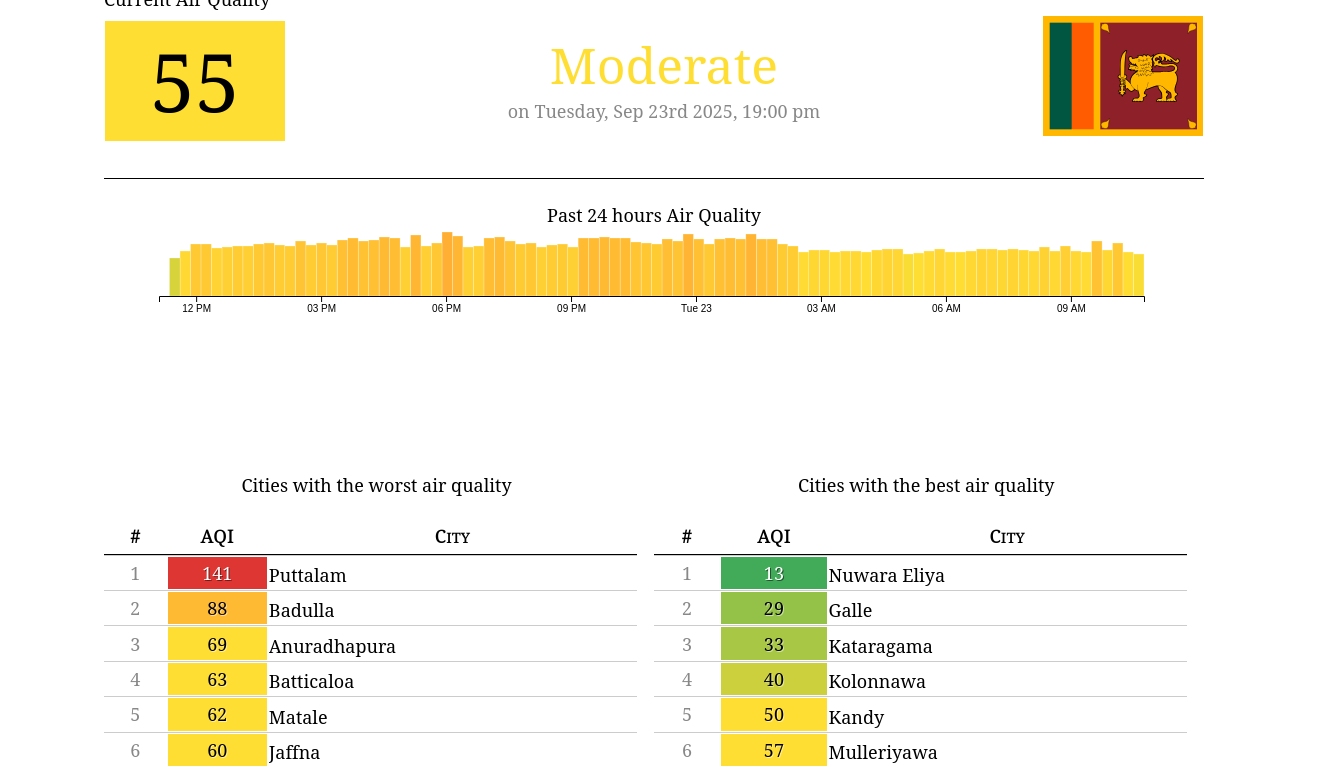 Current Air Quality
55
Moderate
on Tuesday, Sep 23rd 2025, 19:00 pm
Past 24 hours Air Quality
12 PM 03 PM 06 PM 09 PM Tue 23 03 AM 06 AM 09 AM
Cities with the worst air quality
# AQI City
1 141 Puttalam
2 88 Badulla
3 69 Anuradhapura
4 63 Batticaloa
5 62 Matale
6 60 Jaffna
Cities with the best air quality
# AQI City
1 13 Nuwara Eliya
2 29 Galle
3 33 Kataragama
4 40 Kolonnawa
5 50 Kandy
6 57 Mulleriyawa